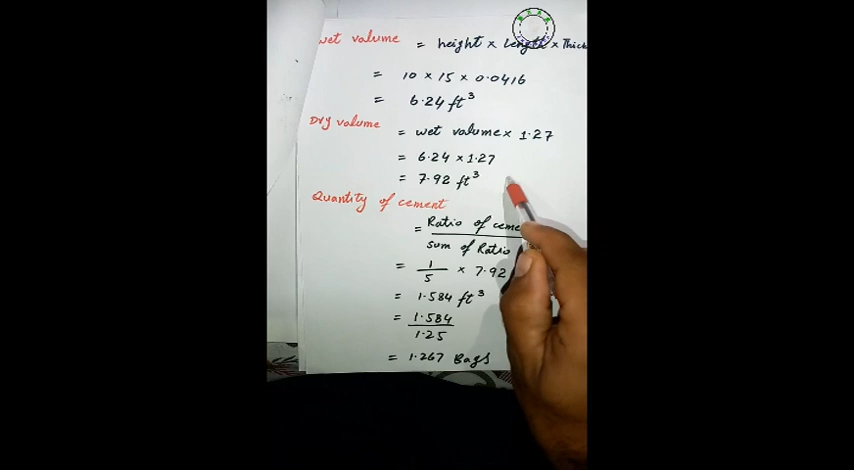 wet volume = height x Length x Thick
= 10 x 15 x 0.0416
= 6.24 ft³
Dry volume = wet volume x 1.27
= 6.24 x 1.27
= 7.92 ft³
Quantity of cement
= Ratio of ceme
sum of Ratio
= 1/5 x 7.92
= 1.584 ft³
= 1.584
1.25
= 1.267 Bags